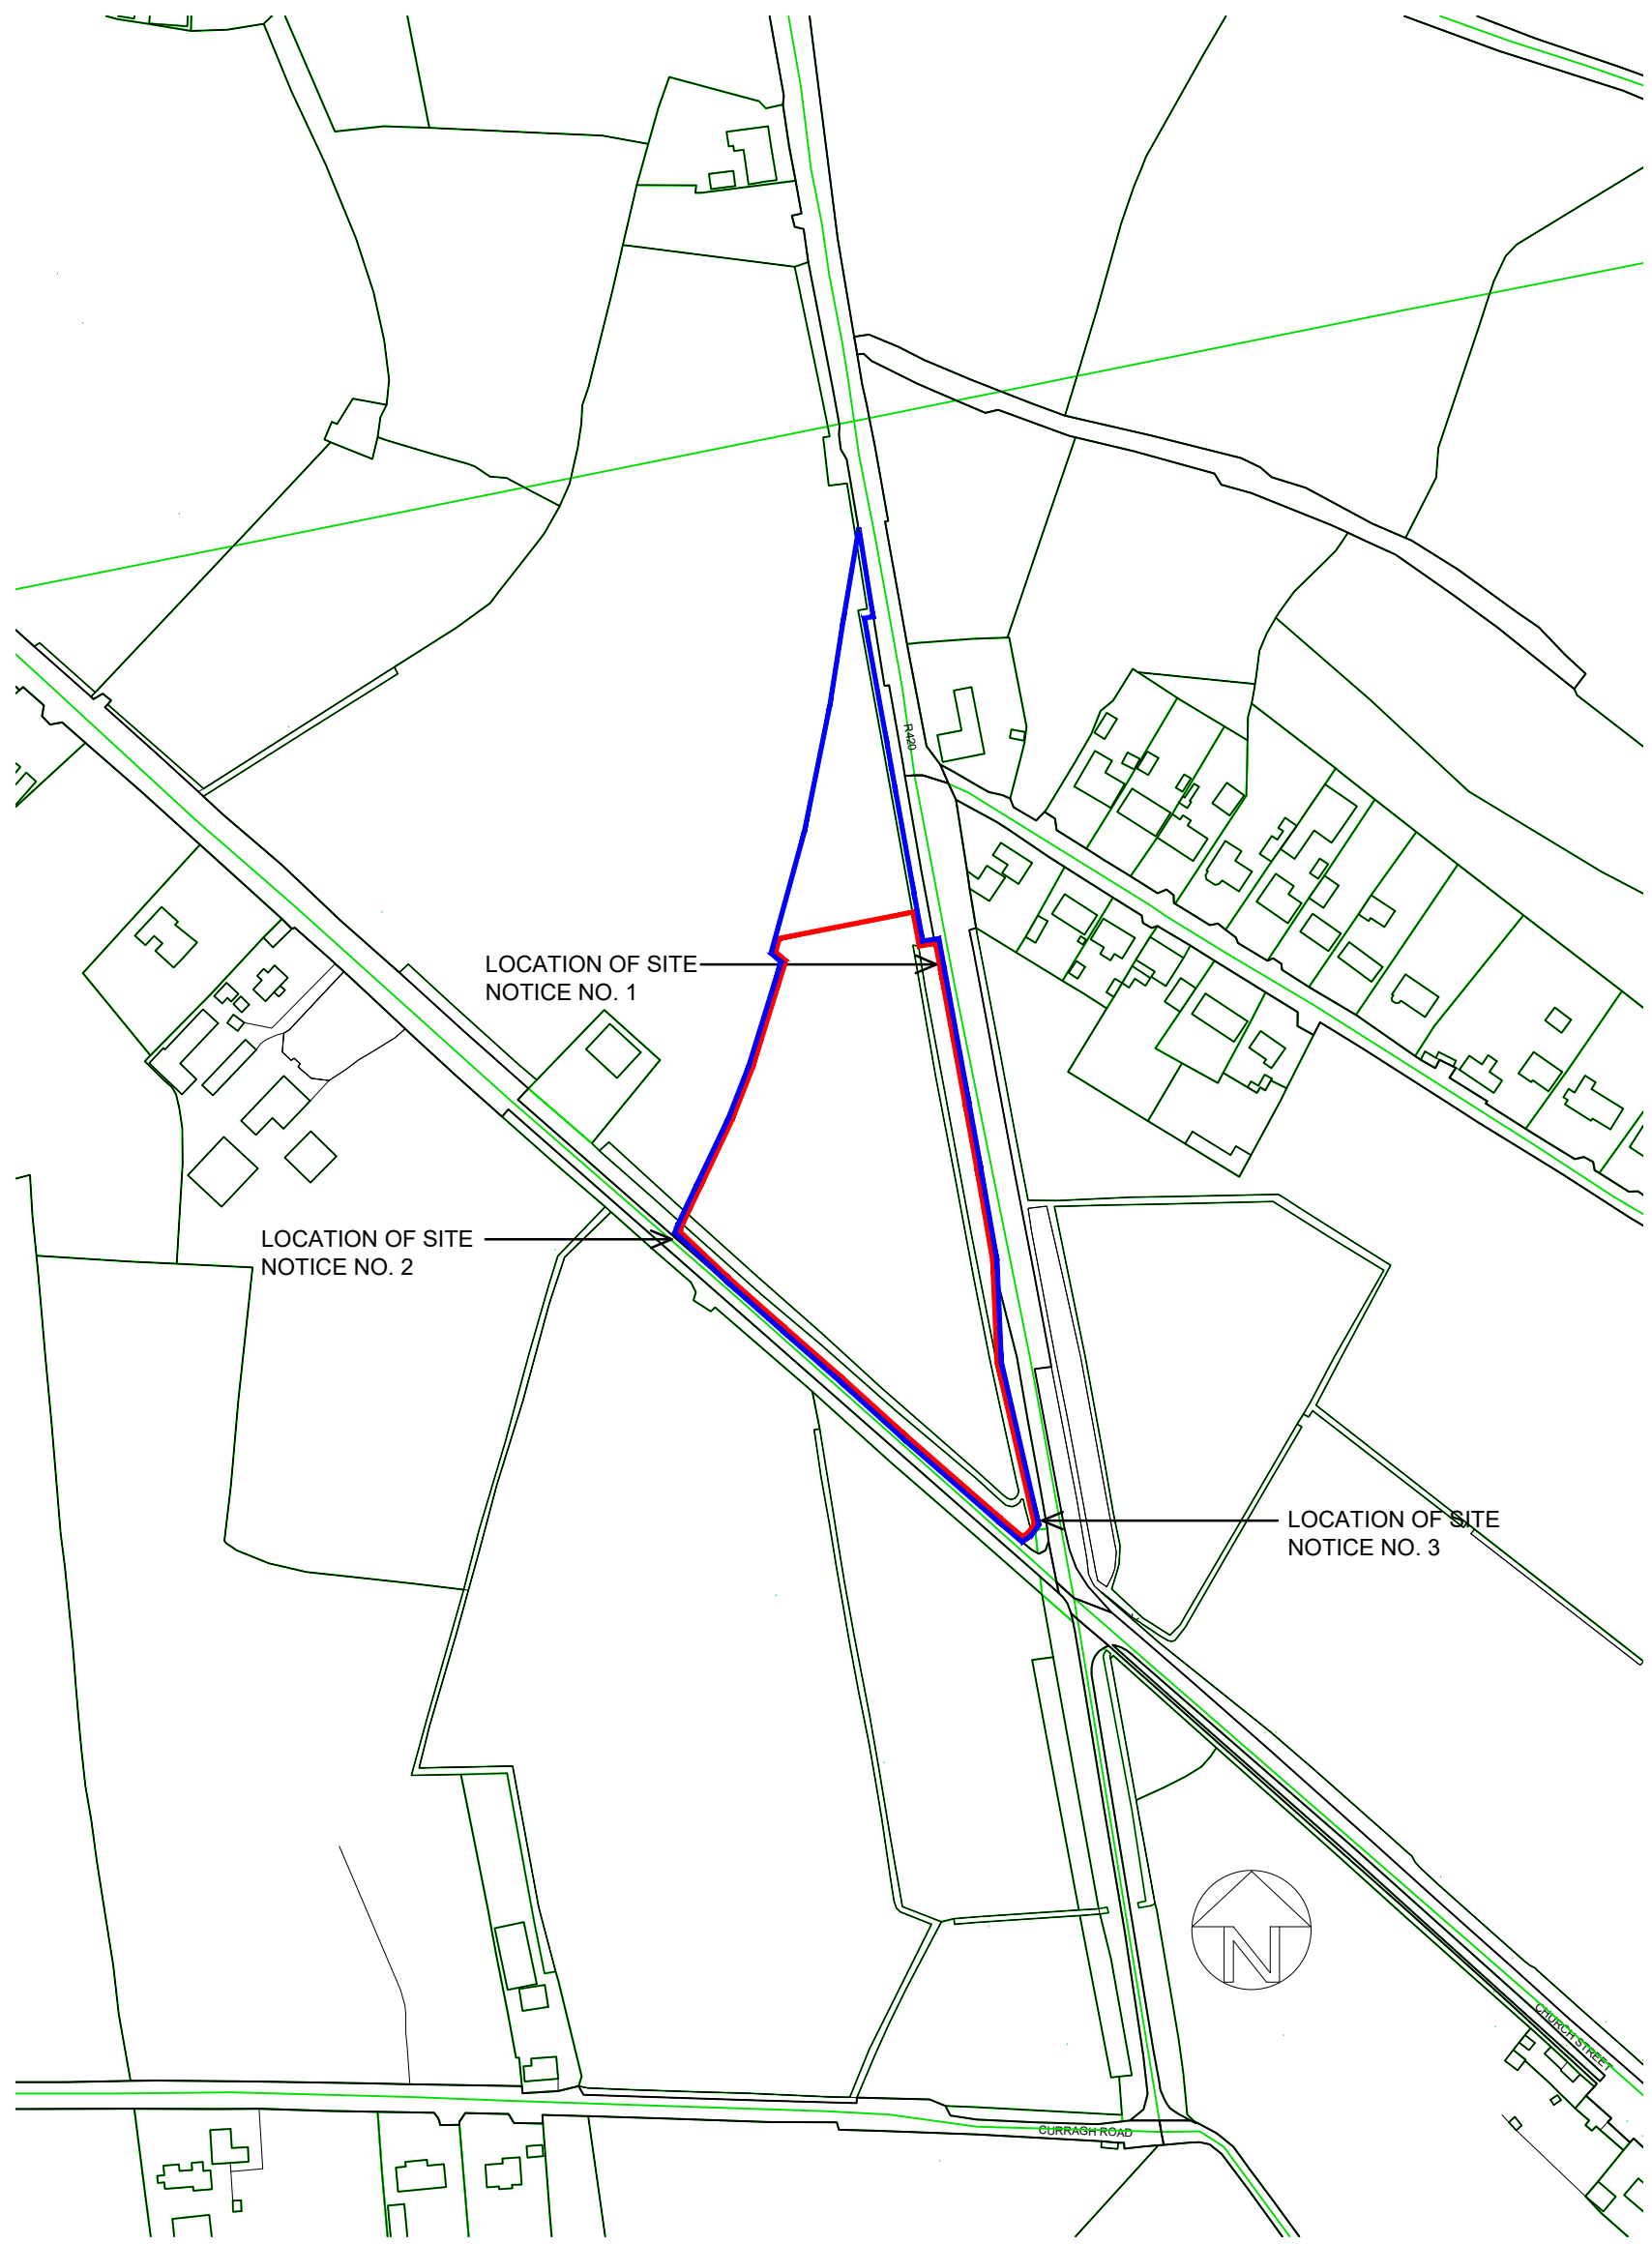 R420
LOCATION OF SITE
NOTICE NO. 1
LOCATION OF SITE
NOTICE NO. 2
LOCATION OF SITE
NOTICE NO. 3
N
CHURCH STREET
CURRAGH ROAD